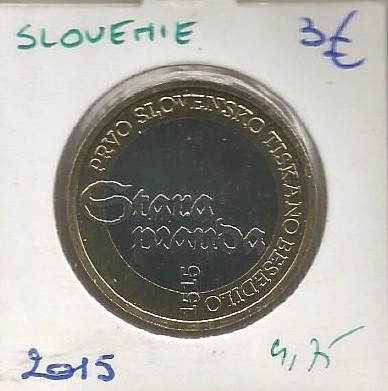 SLOVENIE
3€
PRVO SLOVENSKO TISKANO BESEDILO
Stara
pravda
1515
2015
4,75